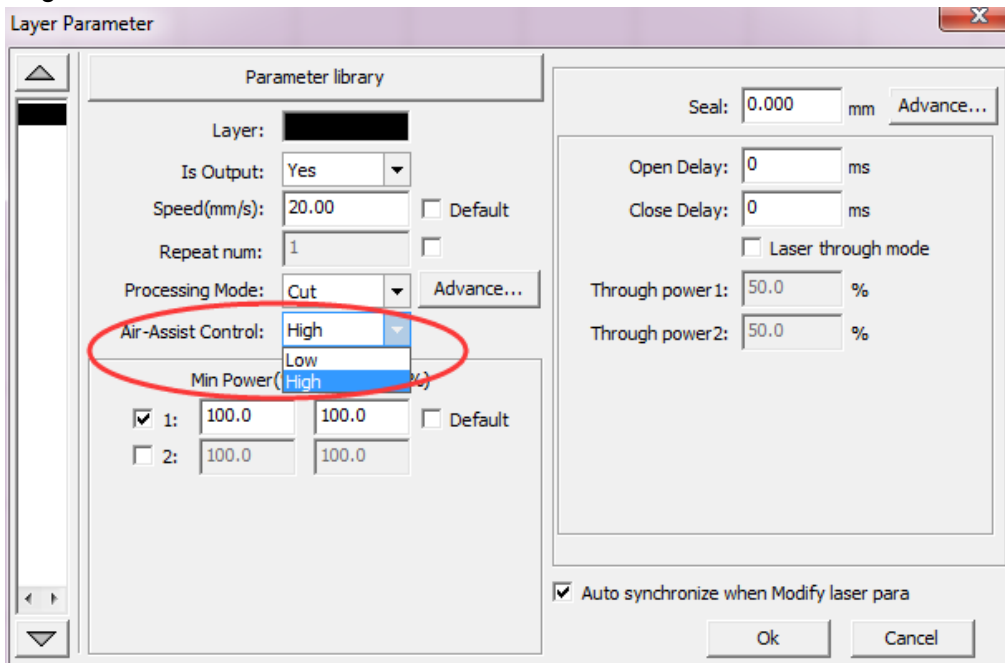 Layer Parameter
Parameter library
Layer:
Is Output: Yes
Speed(mm/s): 20.00 Default
Repeat num: 1
Processing Mode: Cut Advance...
Air-Assist Control: High
Low
High
Min Power( %)
1: 100.0 100.0 Default
2: 100.0 100.0
Seal: 0.000 mm Advance...
Open Delay: 0 ms
Close Delay: 0 ms
Laser through mode
Through power1: 50.0 %
Through power2: 50.0 %
Auto synchronize when Modify laser para
Ok Cancel